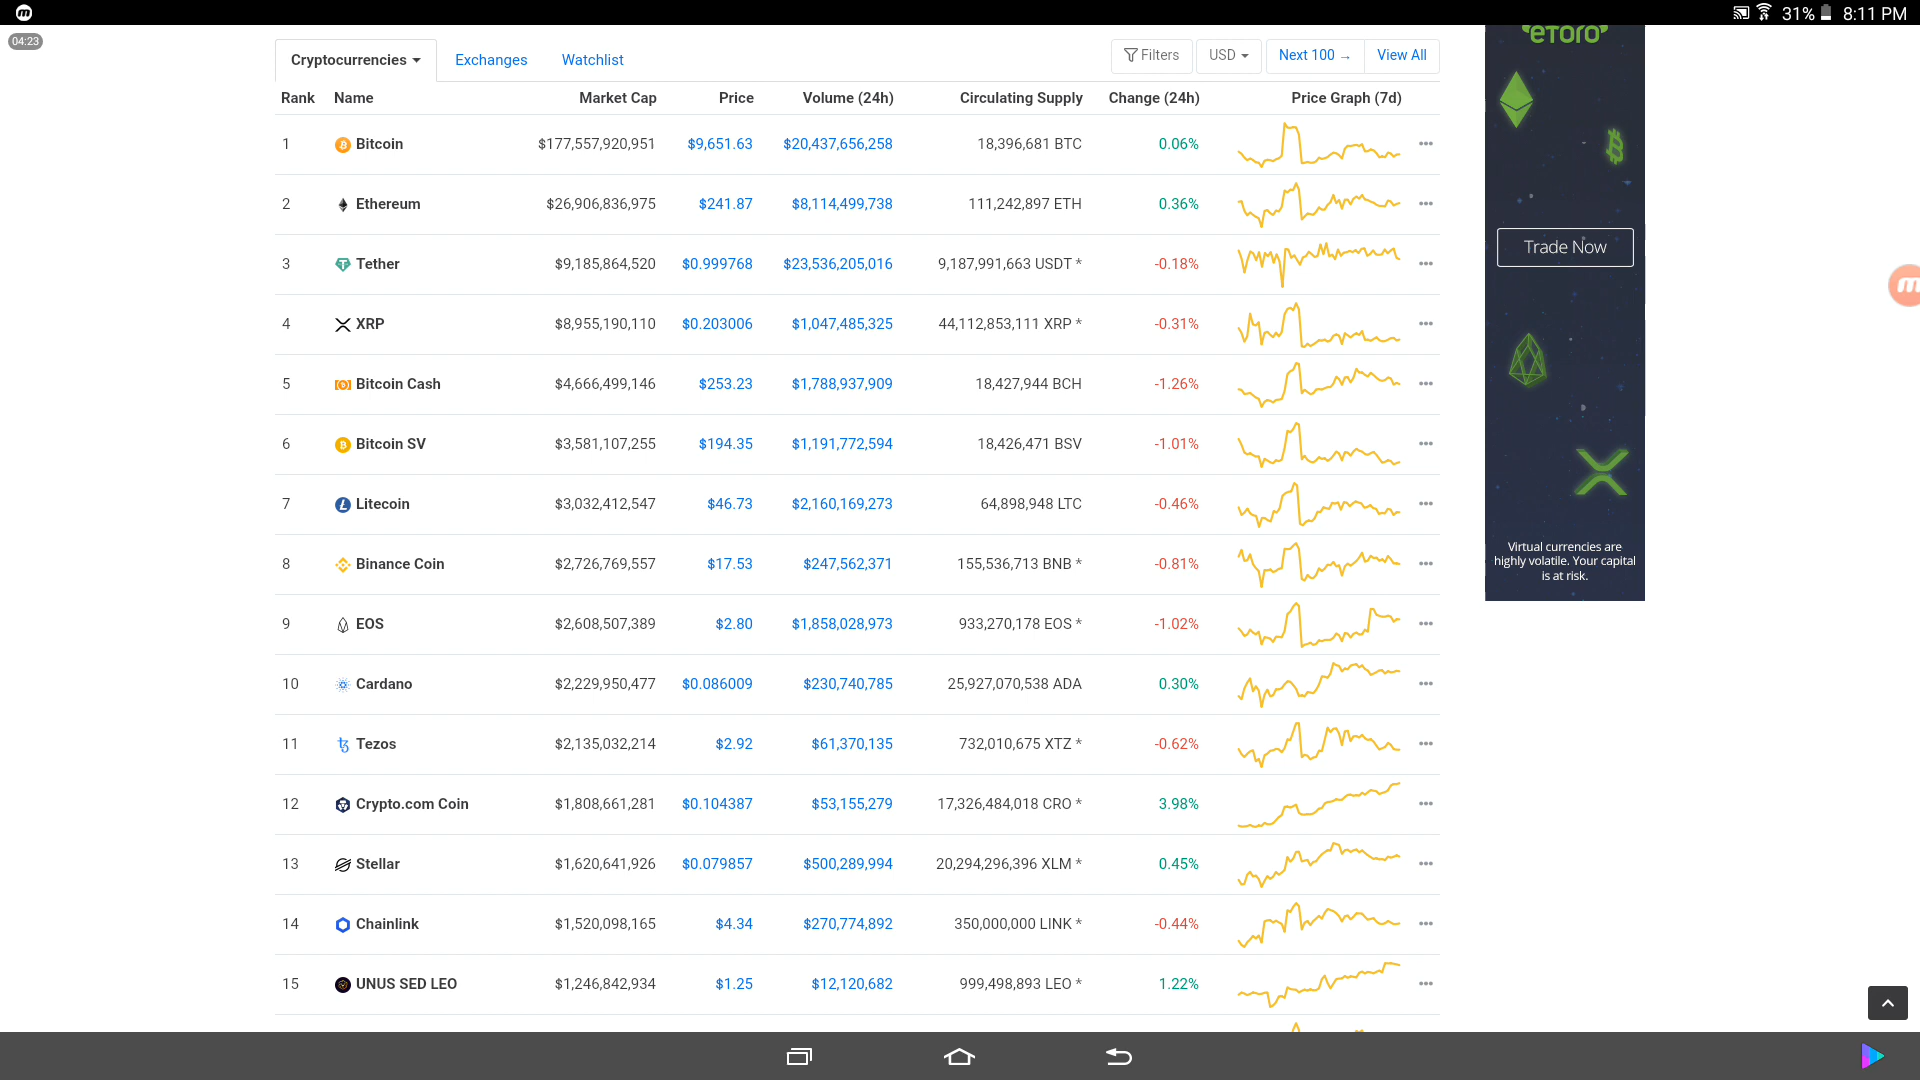 31% 8:11 PM
04:23
Cryptocurrencies Exchanges Watchlist Filters USD Next 100 → View All
Rank Name Market Cap Price Volume (24h) Circulating Supply Change (24h) Price Graph (7d)
1 Bitcoin $177,557,920,951 $9,651.63 $20,437,656,258 18,396,681 BTC 0.06%
2 Ethereum $26,906,836,975 $241.87 $8,114,499,738 111,242,897 ETH 0.36%
3 Tether $9,185,864,520 $0.999768 $23,536,205,016 9,187,991,663 USDT * -0.18%
4 XRP $8,955,190,110 $0.203006 $1,047,485,325 44,112,853,111 XRP * -0.31%
5 Bitcoin Cash $4,666,499,146 $253.23 $1,788,937,909 18,427,944 BCH -1.26%
6 Bitcoin SV $3,581,107,255 $194.35 $1,191,772,594 18,426,471 BSV -1.01%
7 Litecoin $3,032,412,547 $46.73 $2,160,169,273 64,898,948 LTC -0.46%
8 Binance Coin $2,726,769,557 $17.53 $247,562,371 155,536,713 BNB * -0.81%
9 EOS $2,608,507,389 $2.80 $1,858,028,973 933,270,178 EOS * -1.02%
10 Cardano $2,229,950,477 $0.086009 $230,740,785 25,927,070,538 ADA 0.30%
11 Tezos $2,135,032,214 $2.92 $61,370,135 732,010,675 XTZ * -0.62%
12 Crypto.com Coin $1,808,661,281 $0.104387 $53,155,279 17,326,484,018 CRO * 3.98%
13 Stellar $1,620,641,926 $0.079857 $500,289,994 20,294,296,396 XLM * 0.45%
14 Chainlink $1,520,098,165 $4.34 $270,774,892 350,000,000 LINK * -0.44%
15 UNUS SED LEO $1,246,842,934 $1.25 $12,120,682 999,498,893 LEO * 1.22%
eToro
Trade Now
Virtual currencies are
highly volatile. Your capital
is at risk.